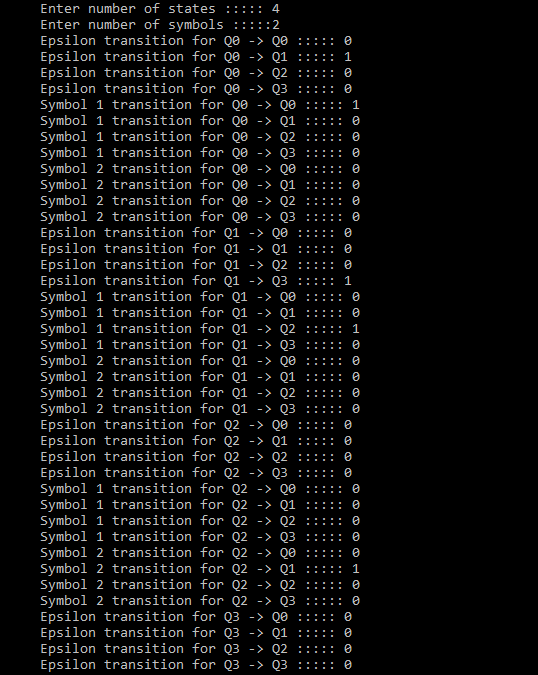 Enter number of states ::::: 4
Enter number of symbols :::::2
Epsilon transition for Q0 -> Q0 ::::: 0
Epsilon transition for Q0 -> Q1 ::::: 1
Epsilon transition for Q0 -> Q2 ::::: 0
Epsilon transition for Q0 -> Q3 ::::: 0
Symbol 1 transition for Q0 -> Q0 ::::: 1
Symbol 1 transition for Q0 -> Q1 ::::: 0
Symbol 1 transition for Q0 -> Q2 ::::: 0
Symbol 1 transition for Q0 -> Q3 ::::: 0
Symbol 2 transition for Q0 -> Q0 ::::: 0
Symbol 2 transition for Q0 -> Q1 ::::: 0
Symbol 2 transition for Q0 -> Q2 ::::: 0
Symbol 2 transition for Q0 -> Q3 ::::: 0
Epsilon transition for Q1 -> Q0 ::::: 0
Epsilon transition for Q1 -> Q1 ::::: 0
Epsilon transition for Q1 -> Q2 ::::: 0
Epsilon transition for Q1 -> Q3 ::::: 1
Symbol 1 transition for Q1 -> Q0 ::::: 0
Symbol 1 transition for Q1 -> Q1 ::::: 0
Symbol 1 transition for Q1 -> Q2 ::::: 1
Symbol 1 transition for Q1 -> Q3 ::::: 0
Symbol 2 transition for Q1 -> Q0 ::::: 0
Symbol 2 transition for Q1 -> Q1 ::::: 0
Symbol 2 transition for Q1 -> Q2 ::::: 0
Symbol 2 transition for Q1 -> Q3 ::::: 0
Epsilon transition for Q2 -> Q0 ::::: 0
Epsilon transition for Q2 -> Q1 ::::: 0
Epsilon transition for Q2 -> Q2 ::::: 0
Epsilon transition for Q2 -> Q3 ::::: 0
Symbol 1 transition for Q2 -> Q0 ::::: 0
Symbol 1 transition for Q2 -> Q1 ::::: 0
Symbol 1 transition for Q2 -> Q2 ::::: 0
Symbol 1 transition for Q2 -> Q3 ::::: 0
Symbol 2 transition for Q2 -> Q0 ::::: 0
Symbol 2 transition for Q2 -> Q1 ::::: 1
Symbol 2 transition for Q2 -> Q2 ::::: 0
Symbol 2 transition for Q2 -> Q3 ::::: 0
Epsilon transition for Q3 -> Q0 ::::: 0
Epsilon transition for Q3 -> Q1 ::::: 0
Epsilon transition for Q3 -> Q2 ::::: 0
Epsilon transition for Q3 -> Q3 ::::: 0